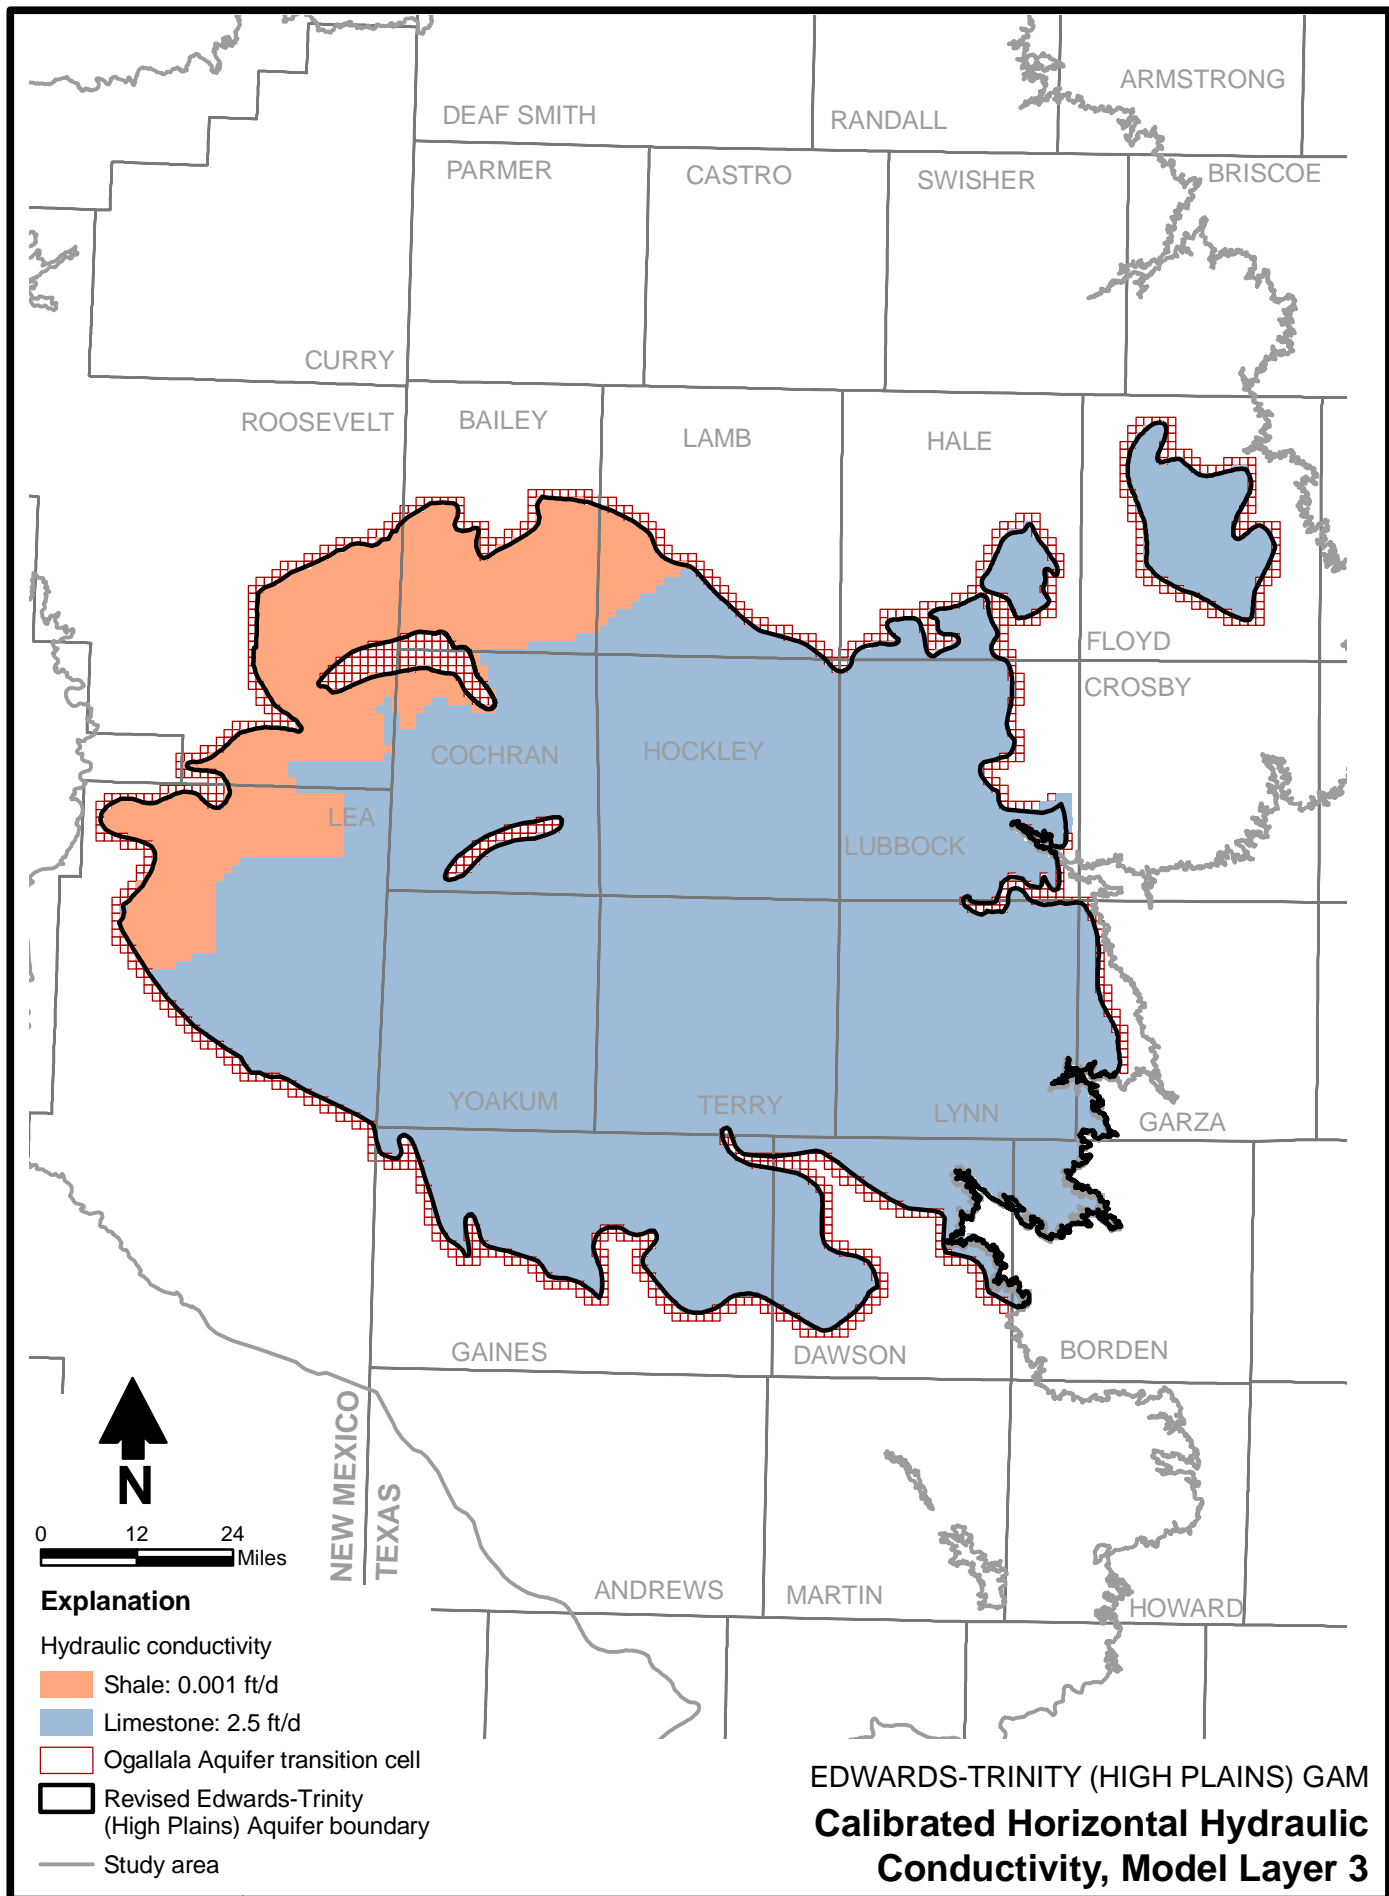 ARMSTRONG
DEAF SMITH
RANDALL
PARMER
CASTRO
SWISHER
BRISCOE
CURRY
ROOSEVELT
BAILEY
LAMB
HALE
FLOYD
CROSBY
COCHRAN
HOCKLEY
LEA
LUBBOCK
YOAKUM
TERRY
LYNN
GARZA
GAINES
DAWSON
BORDEN
NEW MEXICO
TEXAS
ANDREWS
MARTIN
HOWARD
N
0 12 24
Miles
Explanation
Hydraulic conductivity
Shale: 0.001 ft/d
Limestone: 2.5 ft/d
Ogallala Aquifer transition cell
Revised Edwards-Trinity
(High Plains) Aquifer boundary
Study area
EDWARDS-TRINITY (HIGH PLAINS) GAM
Calibrated Horizontal Hydraulic
Conductivity, Model Layer 3